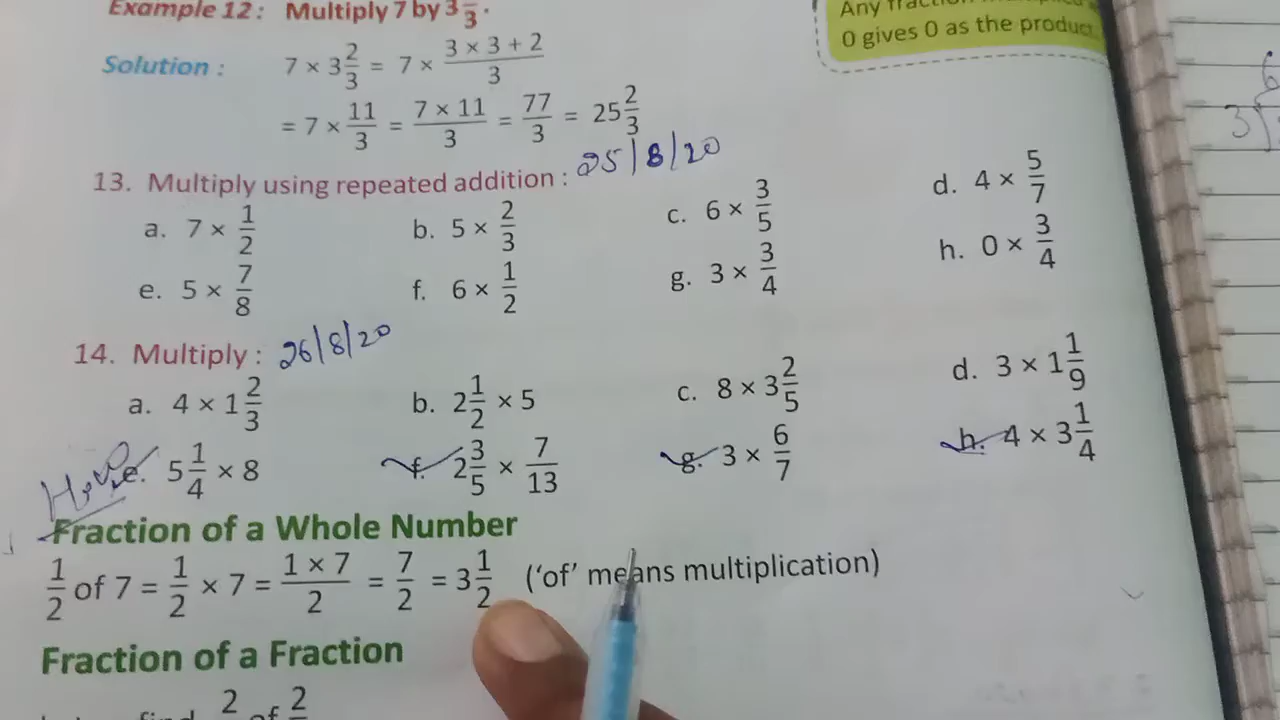 Example 12 : Multiply 7 by 3 2/3 .
Any
0 gives 0 as the product.
Solution : 7 × 3 2/3 = 7 × (3 × 3 + 2)/3
= 7 × 11/3 = (7 × 11)/3 = 77/3 = 25 2/3
13. Multiply using repeated addition : 25/8/20
a. 7 × 1/2 b. 5 × 2/3 c. 6 × 3/5 d. 4 × 5/7
e. 5 × 7/8 f. 6 × 1/2 g. 3 × 3/4 h. 0 × 3/4
14. Multiply : 26/8/20
a. 4 × 1 2/3 b. 2 1/2 × 5 c. 8 × 3 2/5 d. 3 × 1 1/9
e. 5 1/4 × 8 f. 2 3/5 × 7/13 g. 3 × 6/7 h. 4 × 3 1/4
Fraction of a Whole Number
1/2 of 7 = 1/2 × 7 = (1 × 7)/2 = 7/2 = 3 1/2 ('of' means multiplication)
Fraction of a Fraction
2 of 2
3